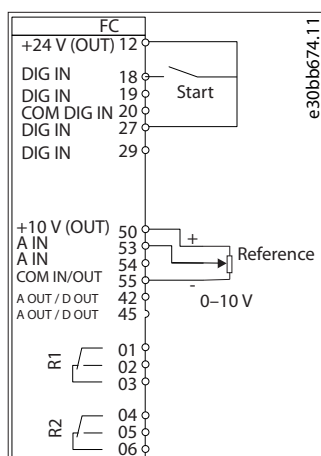 FC
+24 V (OUT) 12
DIG IN 18
DIG IN 19
COM DIG IN 20
DIG IN 27
DIG IN 29
Start
e30bb674.11
+10 V (OUT) 50
A IN 53
A IN 54
COM IN/OUT 55
A OUT / D OUT 42
A OUT / D OUT 45
+
Reference
-
0–10 V
R1
01
02
03
R2
04
05
06